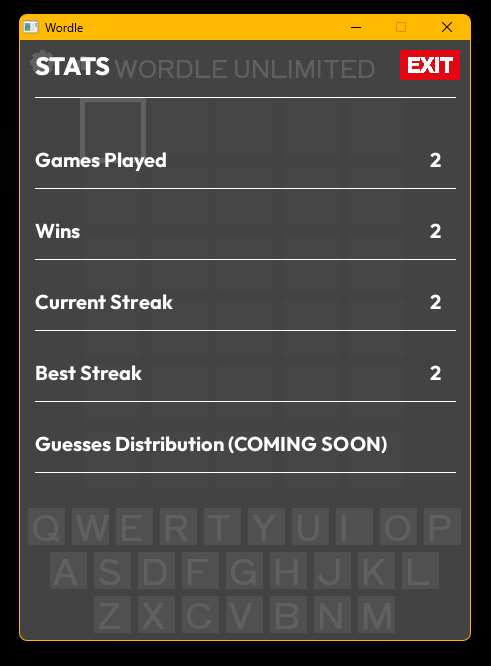 Wordle
STATS WORDLE UNLIMITED EXIT
Games Played 2
Wins 2
Current Streak 2
Best Streak 2
Guesses Distribution (COMING SOON)
Q W E R T Y U I O P
A S D F G H J K L
Z X C V B N M